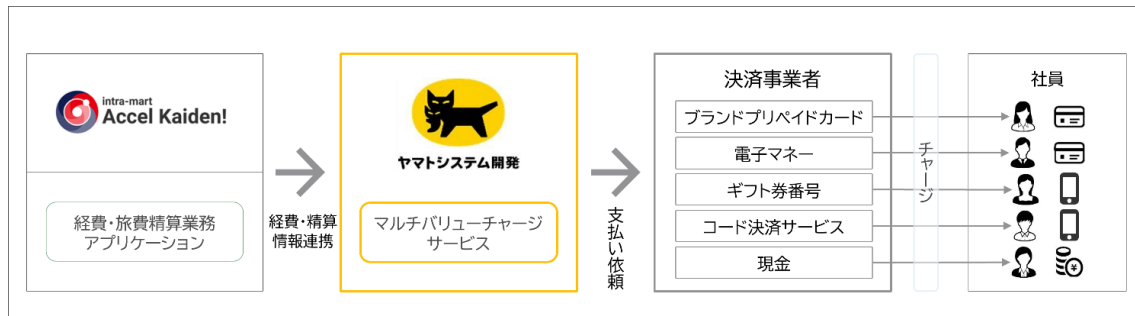 intra-mart
Accel Kaiden!
経費・旅費精算業務
アプリケーション
経費・精算
情報連携
ヤマトシステム開発
マルチバリューチャージ
サービス
支払い依頼
決済事業者
ブランドプリペイドカード
電子マネー
ギフト券番号
コード決済サービス
現金
チャージ
社員
¥